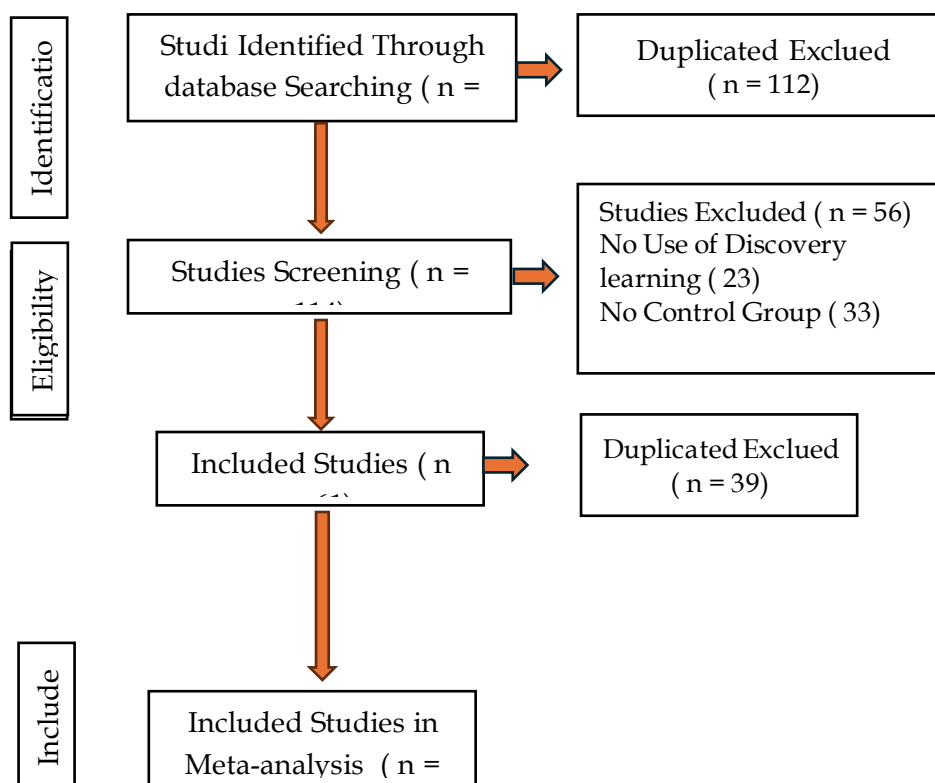 Identificatio
Studi Identified Through
database Searching ( n =
Duplicated Exclued
( n = 112)
Eligibility
Studies Screening ( n =
Studies Excluded ( n = 56)
No Use of Discovery
learning ( 23)
No Control Group ( 33)
Included Studies ( n
Duplicated Exclued
( n = 39)
Include
Included Studies in
Meta-analysis ( n =